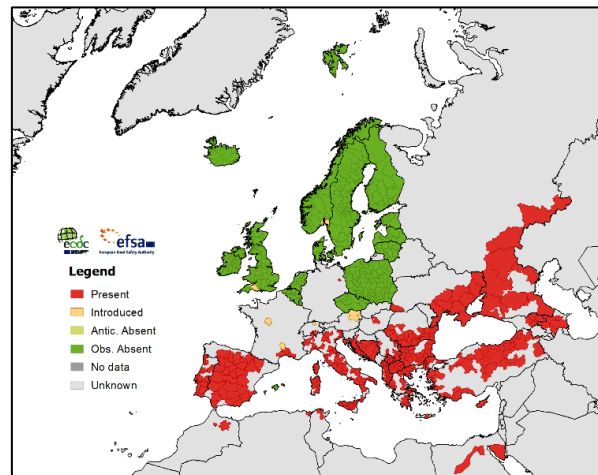 ecdc
efsa
European Food Safety Authority
Legend
Present
Introduced
Antic. Absent
Obs. Absent
No data
Unknown